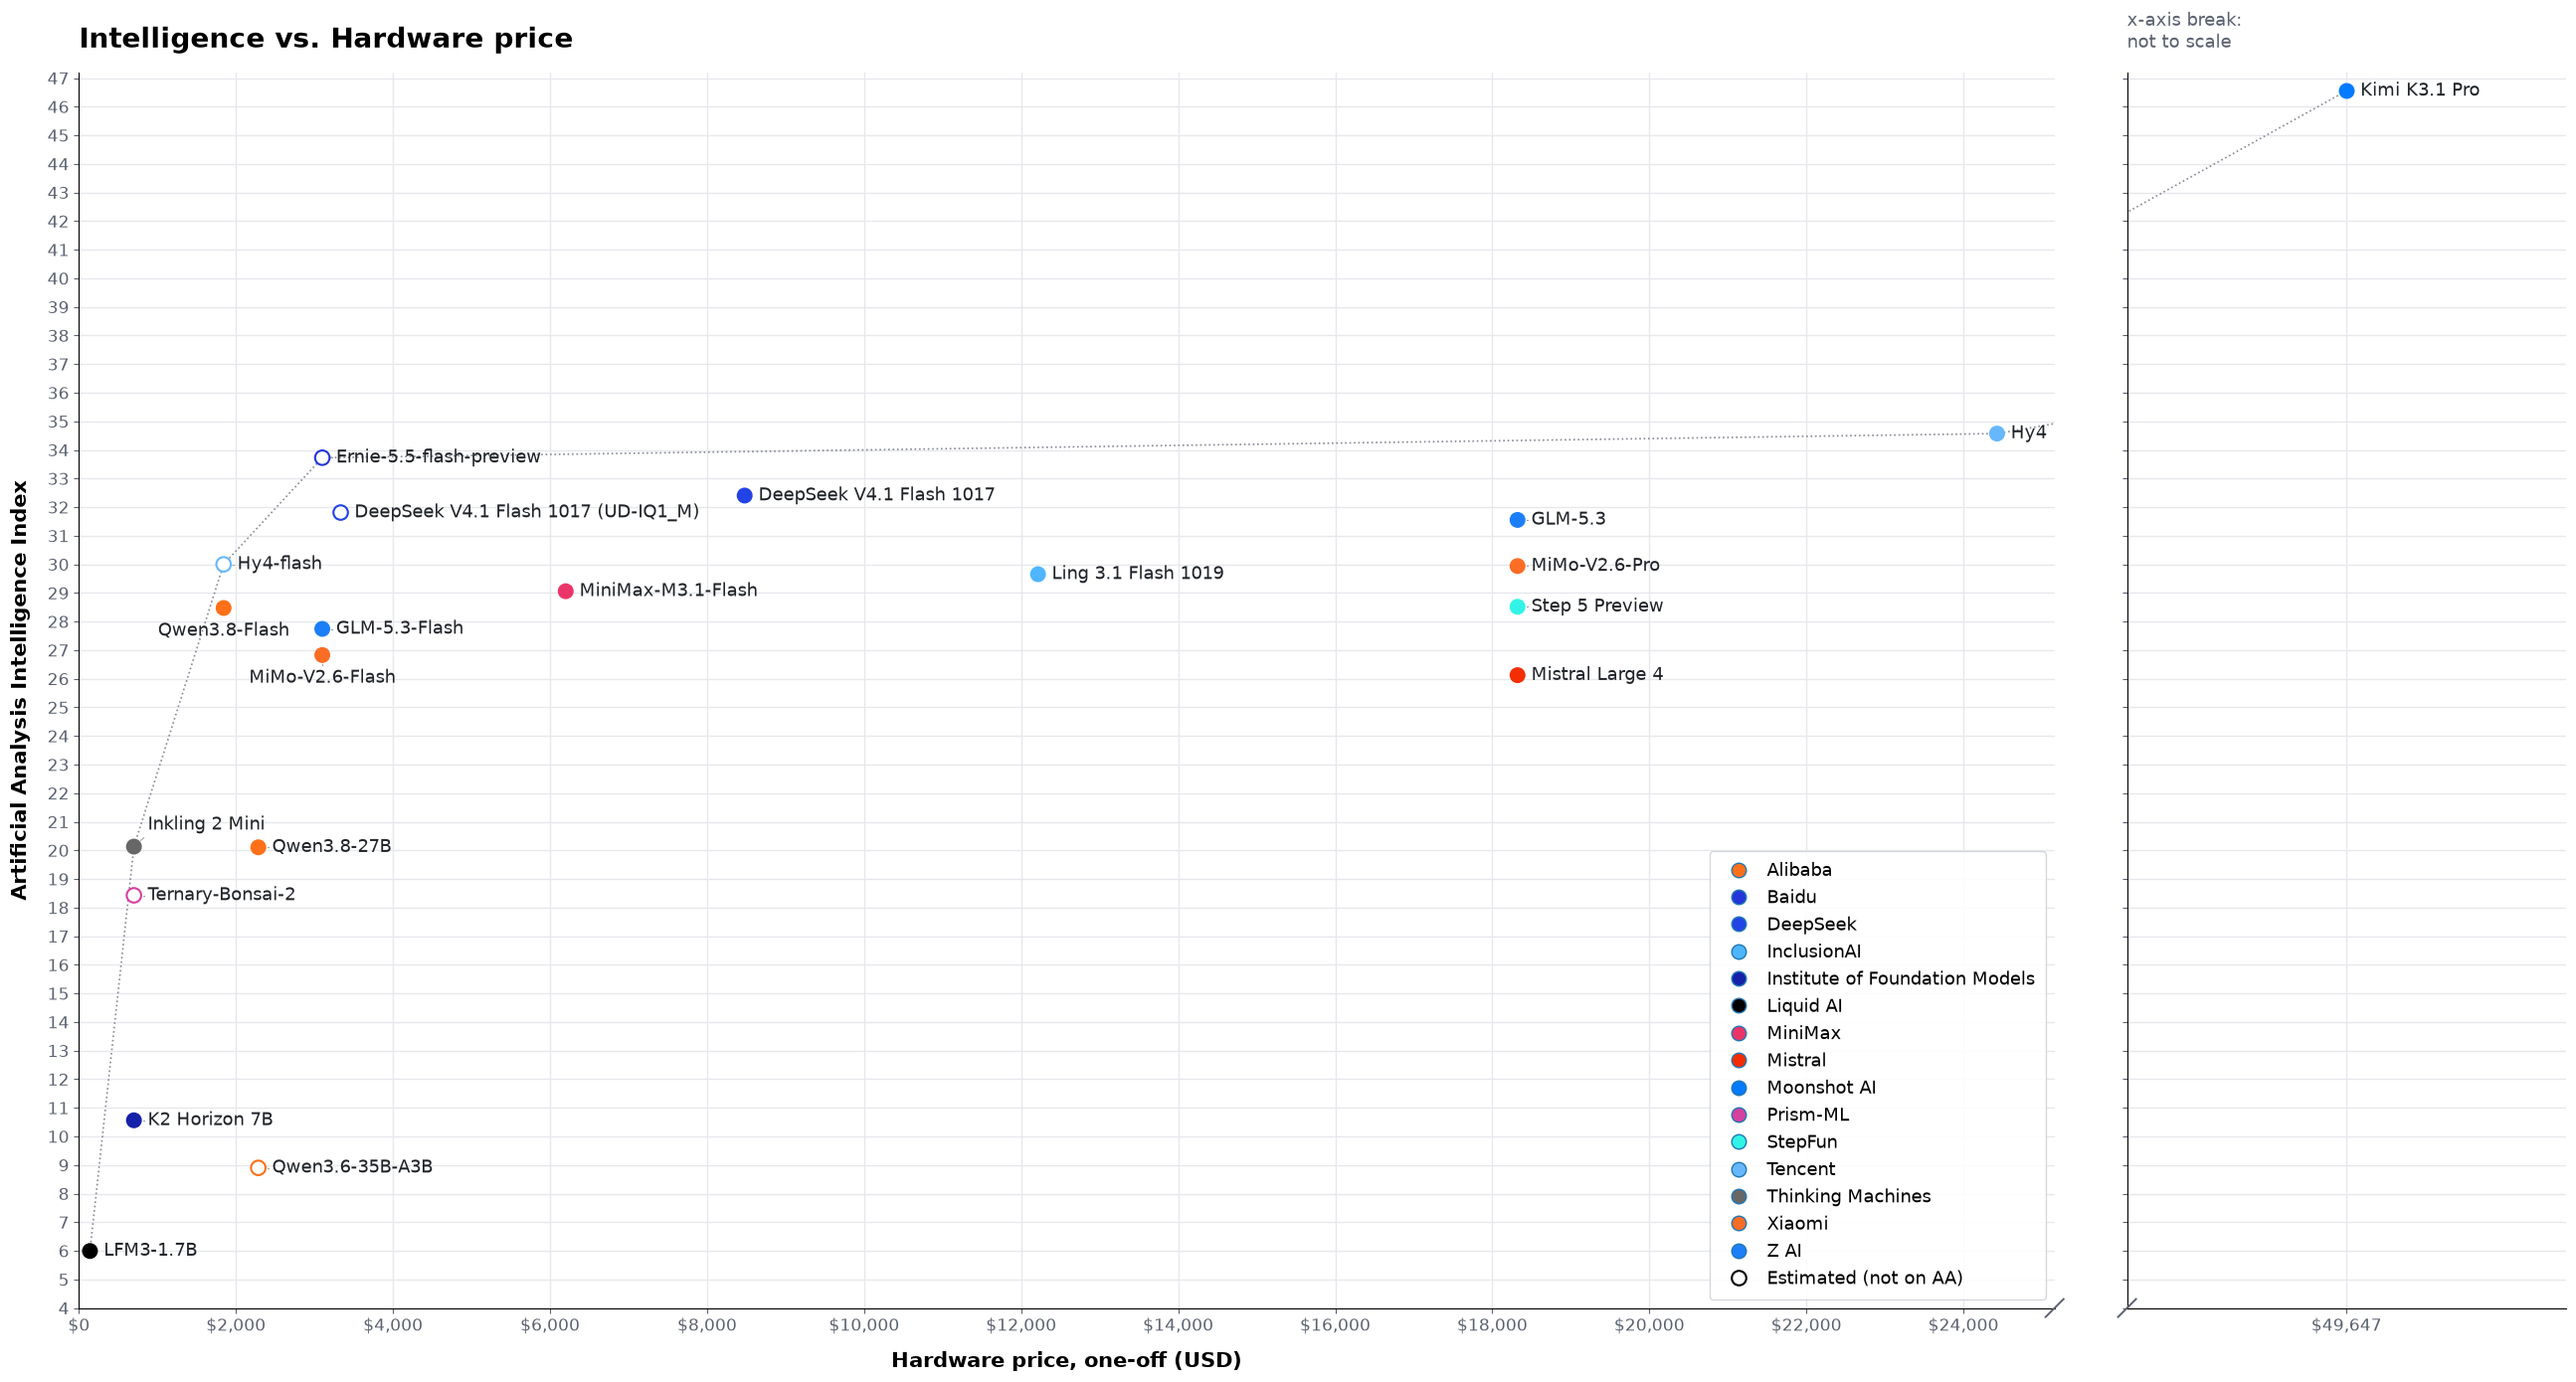 x-axis break:
not to scale
Intelligence vs. Hardware price
47
46
45
44
43
42
41
40
39
38
37
36
35
34
33
32
31
30
29
28
27
26
25
24
23
22
21
20
19
18
17
16
15
14
13
12
11
10
9
8
7
6
5
4
Artificial Analysis Intelligence Index
Kimi K3.1 Pro
Hy4
Ernie-5.5-flash-preview
DeepSeek V4.1 Flash 1017
DeepSeek V4.1 Flash 1017 (UD-IQ1_M)
GLM-5.3
Hy4-flash
MiMo-V2.6-Pro
Ling 3.1 Flash 1019
MiniMax-M3.1-Flash
Step 5 Preview
Qwen3.8-Flash
GLM-5.3-Flash
MiMo-V2.6-Flash
Mistral Large 4
Inkling 2 Mini
Qwen3.8-27B
Ternary-Bonsai-2
K2 Horizon 7B
Qwen3.6-35B-A3B
LFM3-1.7B
Alibaba
Baidu
DeepSeek
InclusionAI
Institute of Foundation Models
Liquid AI
MiniMax
Mistral
Moonshot AI
Prism-ML
StepFun
Tencent
Thinking Machines
Xiaomi
Z AI
Estimated (not on AA)
$0
$2,000
$4,000
$6,000
$8,000
$10,000
$12,000
$14,000
$16,000
$18,000
$20,000
$22,000
$24,000
$49,647
Hardware price, one-off (USD)